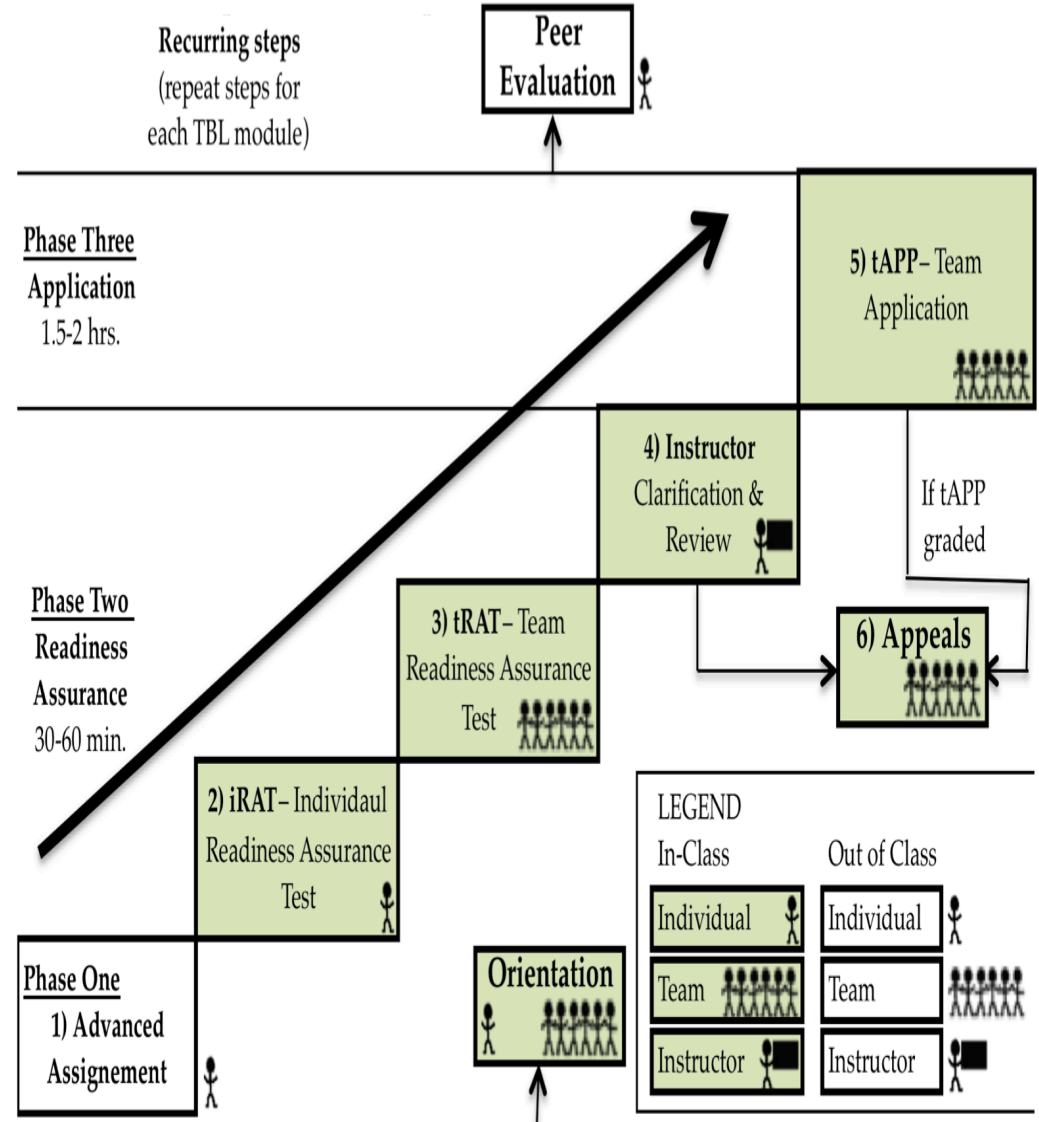 Recurring steps
(repeat steps for
each TBL module)
Peer
Evaluation
Phase Three
Application
1.5-2 hrs.
5) tAPP– Team
Application
4) Instructor
Clarification &
Review
If tAPP
graded
Phase Two
Readiness
Assurance
30-60 min.
3) tRAT– Team
Readiness Assurance
Test
6) Appeals
2) iRAT– Individaul
Readiness Assurance
Test
LEGEND
In-Class
Out of Class
Individual
Individual
Team
Team
Instructor
Instructor
Phase One
1) Advanced
Assignement
Orientation